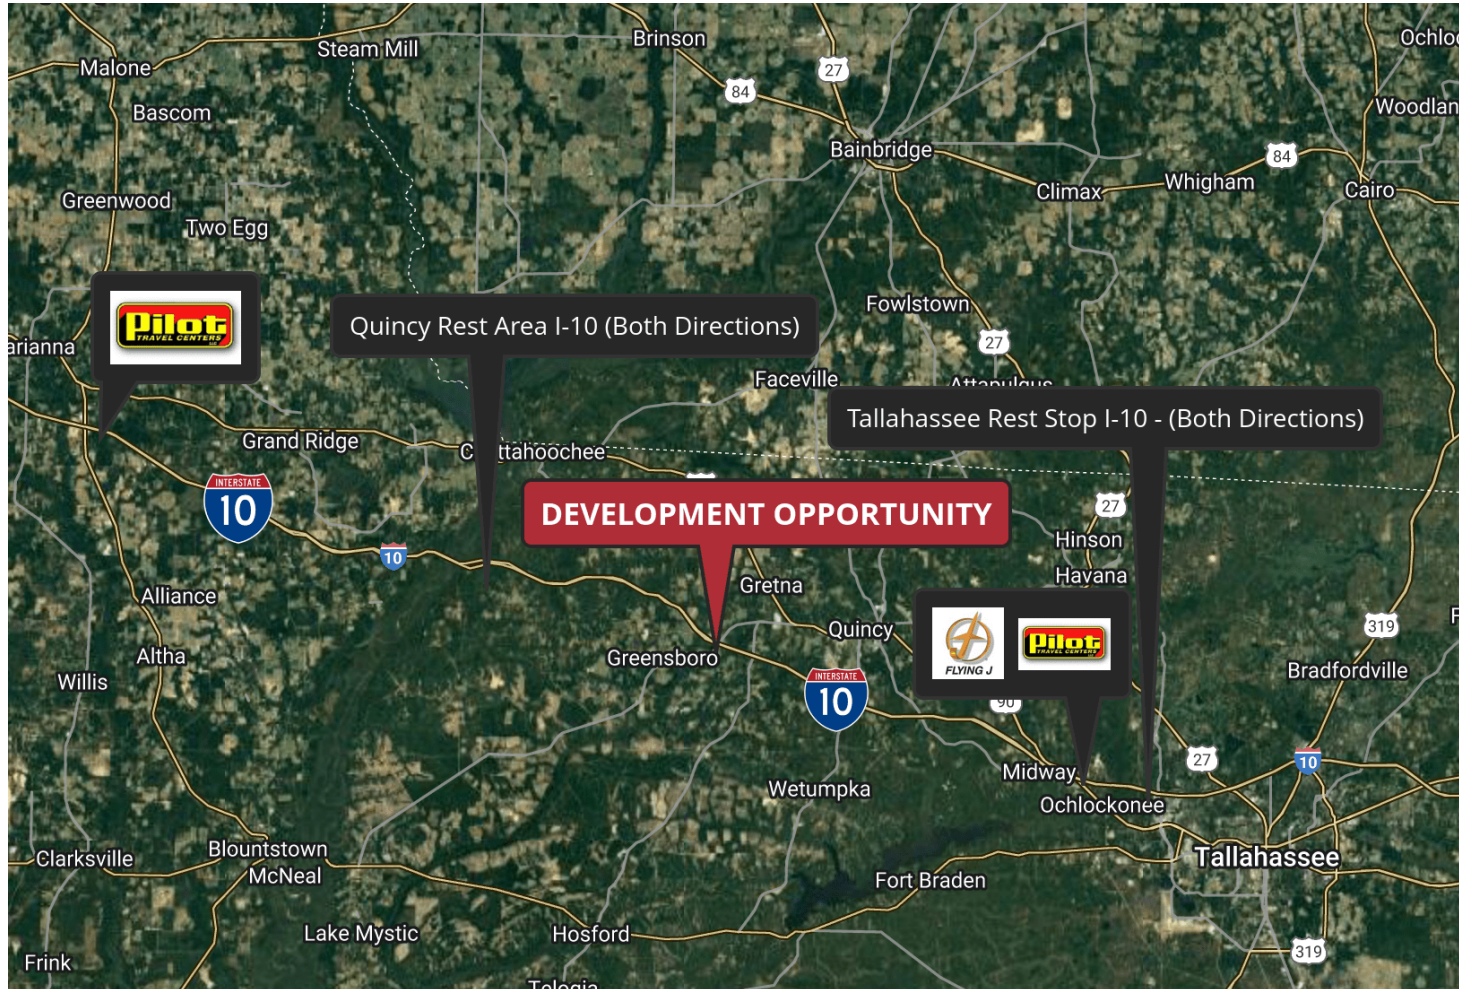 Steam Mill
Brinson
Ochlo
Malone
27
84
Bascom
Woodlan
Bainbridge
84
Climax
Whigham
Cairo
Greenwood
Two Egg
Pilot
TRAVEL CENTERS
Quincy Rest Area I-10 (Both Directions)
Fowlstown
27
arianna
Faceville
Attapulgus
Tallahassee Rest Stop I-10 - (Both Directions)
Grand Ridge
C ttahoochee
INTERSTATE
10
DEVELOPMENT OPPORTUNITY
27
Hinson
10
Havana
Gretna
Alliance
FLYING J
Pilot
TRAVEL CENTERS
Quincy
319
Altha
Greensboro
Bradfordville
Willis
INTERSTATE
10
90
27
10
Midway
Wetumpka
Ochlockonee
Tallahassee
Clarksville
Blountstown
McNeal
Fort Braden
Lake Mystic
Hosford
319
Frink
Telogia